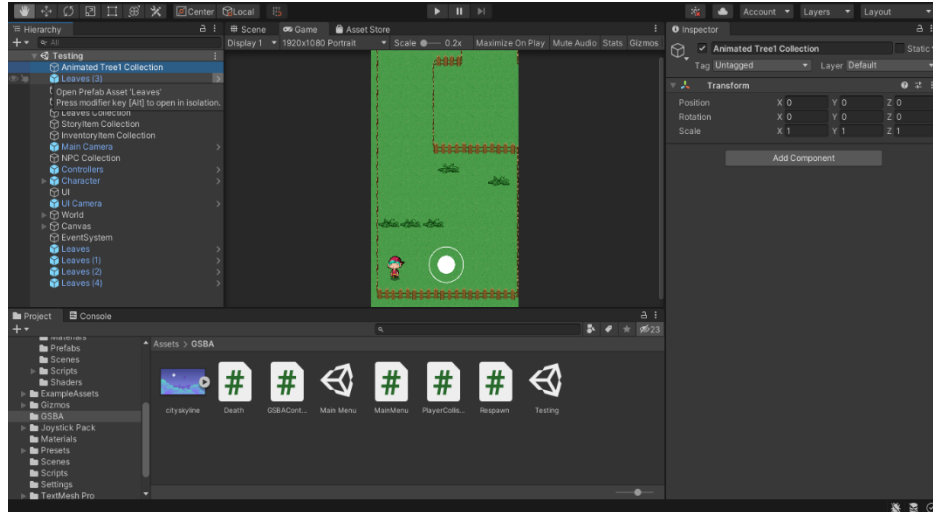 Center Local Account Layers Layout
Hierarchy Scene Game Asset Store Inspector
All Display 1 1920x1080 Portrait Scale 0.2x Maximize On Play Mute Audio Stats Gizmos
Animated Tree1 Collection Static
Tag Untagged Layer Default
Testing
Animated Tree1 Collection
Leaves (3)
Open Prefab Asset 'Leaves'
Press modifier key [Alt] to open in isolation.
Leaves Collection
StoryItem Collection
InventoryItem Collection
Main Camera
NPC Collection
Controllers
Character
UI
UI Camera
World
Canvas
EventSystem
Leaves
Leaves (1)
Leaves (2)
Leaves (4)
Transform
Position X 0 Y 0 Z 0
Rotation X 0 Y 0 Z 0
Scale X 1 Y 1 Z 1
Add Component
Project Console
23
Materials
Prefabs
Scenes
Scripts
Shaders
ExampleAssets
Gizmos
GSBA
Joystick Pack
Materials
Presets
Scenes
Scripts
Settings
TextMesh Pro
Assets > GSBA
cityskyline Death GSBACont... Main Menu MainMenu PlayerColls... Respawn Testing